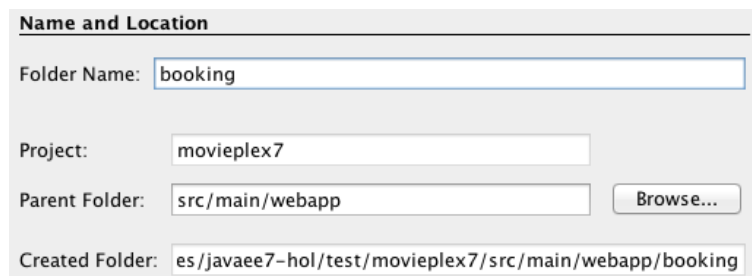 Name and Location
Folder Name: booking
Project: movieplex7
Parent Folder: src/main/webapp Browse...
Created Folder: es/javaee7-hol/test/movieplex7/src/main/webapp/booking